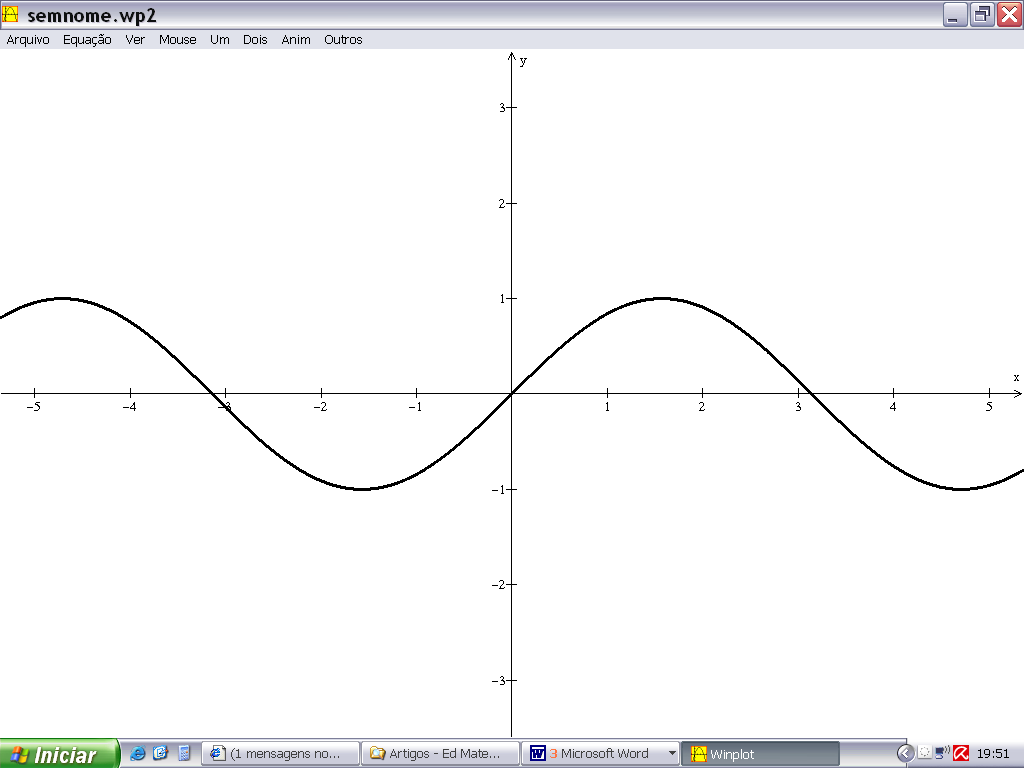 semnome.wp2
Arquivo Equação Ver Mouse Um Dois Anim Outros
y
3
2
1
x
-5 -4 -3 -2 -1 1 2 3 4 5
-1
-2
-3
Iniciar (1 mensagens no... Artigos - Ed Mate... 3 Microsoft Word Winplot 19:51